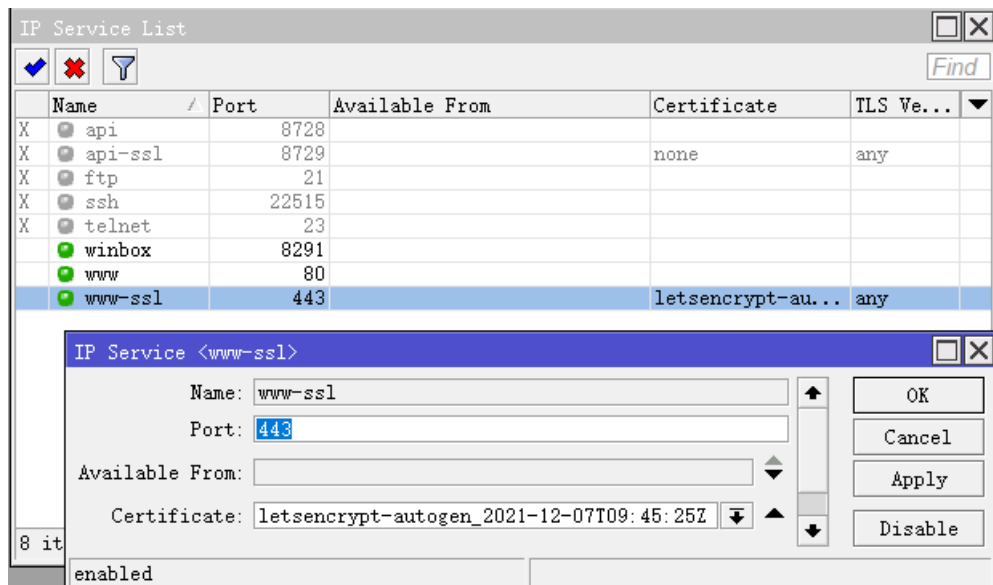 IP Service List
Find
Name Port Available From Certificate TLS Ve...
X api 8728
X api-ssl 8729 none any
X ftp 21
X ssh 22515
X telnet 23
winbox 8291
www 80
www-ssl 443 letsencrypt-au... any
IP Service <www-ssl>
Name: www-ssl
OK
Port: 443
Cancel
Available From:
Apply
Certificate: letsencrypt-autogen_2021-12-07T09:45:25Z
Disable
8 it
enabled